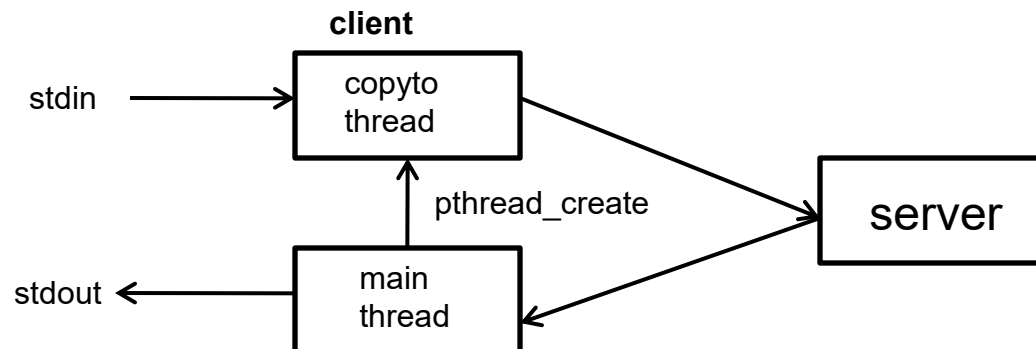 client
stdin
copyto
thread
pthread_create
server
stdout
main
thread